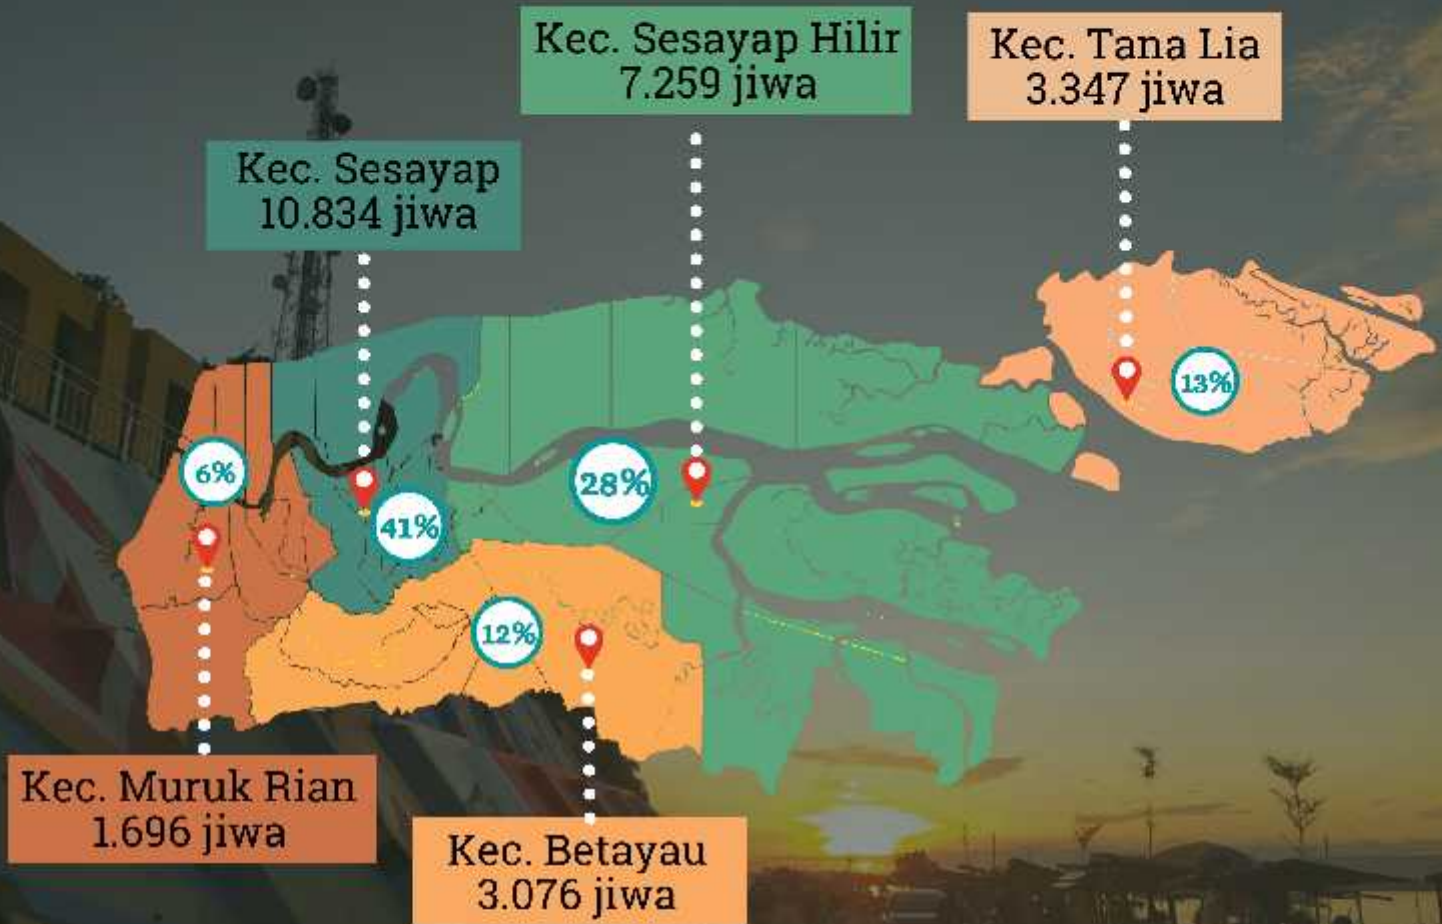 Kec. Sesayap Hilir
7.259 jiwa
Kec. Tana Lia
3.347 jiwa
Kec. Sesayap
10.834 jiwa
13%
6%
28%
41%
12%
Kec. Muruk Rian
1.696 jiwa
Kec. Betayau
3.076 jiwa